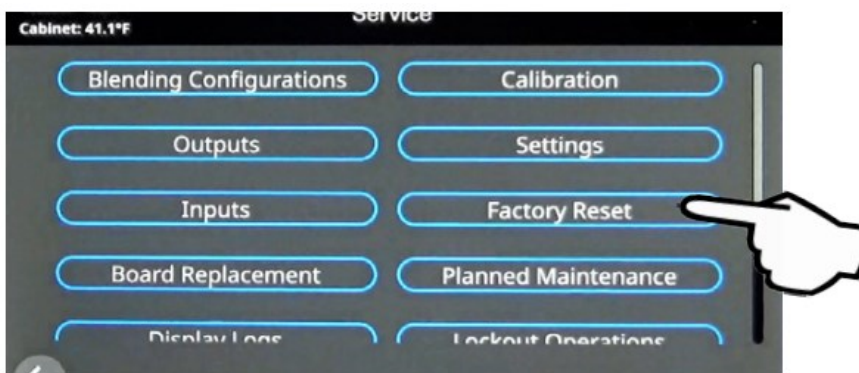 Service
Cabinet: 41.1°F
Blending Configurations
Calibration
Outputs
Settings
Inputs
Factory Reset
Board Replacement
Planned Maintenance
Display Logs
Lockout Operations